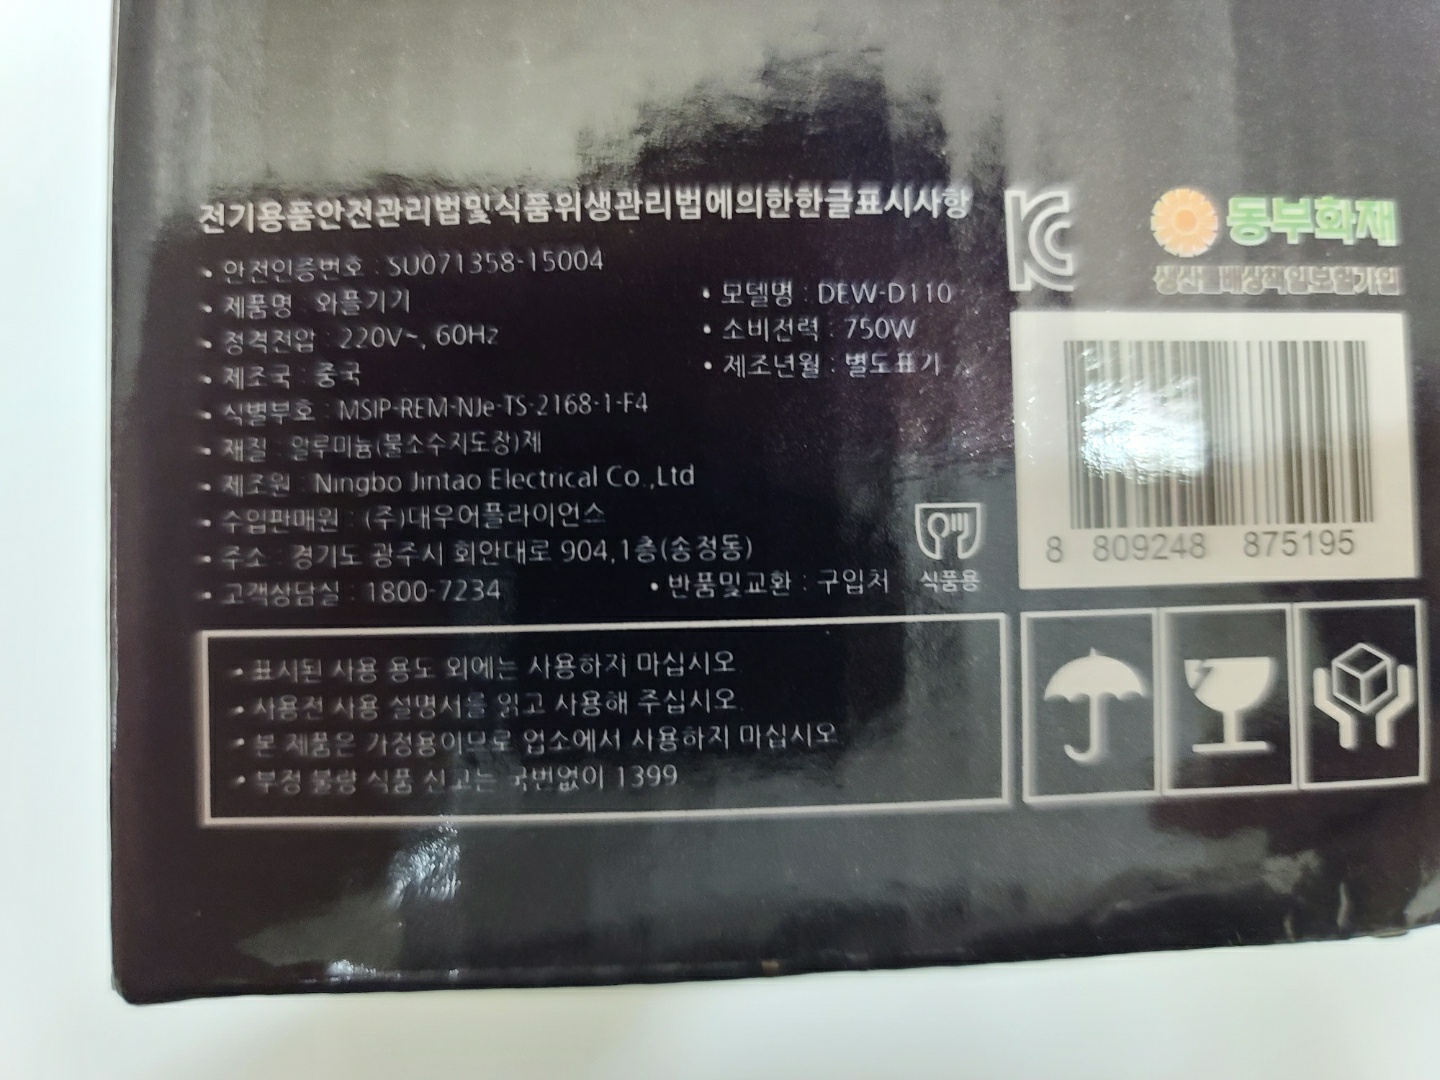 전기용품안전관리법및식품위생관리법에의한한글표시사항
• 안전인증번호 : SU071358-15004
• 제품명 : 와플기기
• 모델명 : DEW-D110
• 정격전압 : 220V~, 60Hz
• 소비전력 : 750W
• 제조국 : 중국
• 제조년월 : 별도표기
• 식별부호 : MSIP-REM-NJe-TS-2168-1-F4
• 재질 : 알루미늄(불소수지도장)제
• 제조원 : Ningbo Jintao Electrical Co.,Ltd
• 수입판매원 : (주)대우어플라이언스
• 주소 : 경기도 광주시 회안대로 904,1층(송정동)
• 고객상담실 : 1800-7234
• 반품및교환 : 구입처
식품용
동부화재
생산물배상책임보험가입
8 809248 875195
• 표시된 사용 용도 외에는 사용하지 마십시오
• 사용전 사용 설명서를 읽고 사용해 주십시오.
• 본 제품은 가정용이므로 업소에서 사용하지 마십시오
• 부정 불량 식품 신고는 국번없이 1399